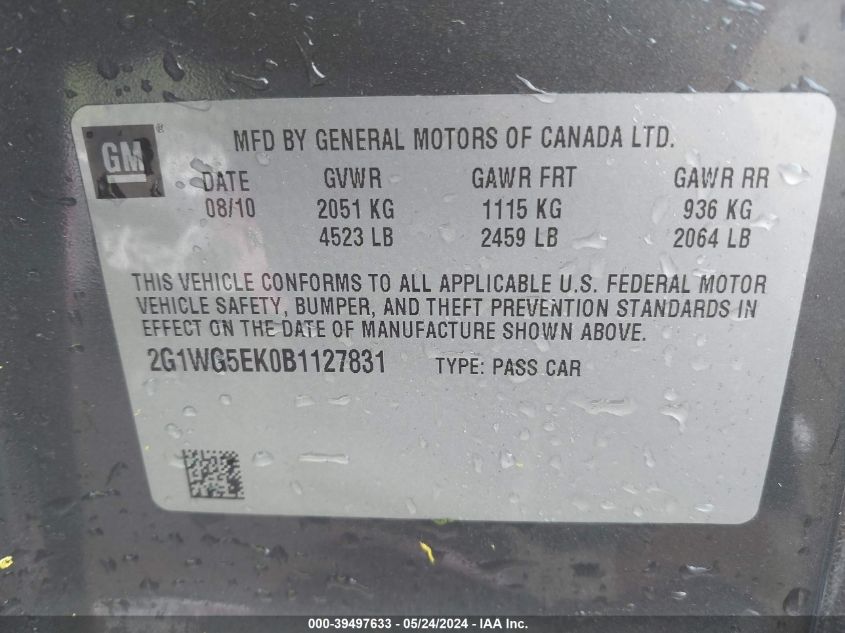 GM ®
MFD BY GENERAL MOTORS OF CANADA LTD.
DATE GVWR GAWR FRT GAWR RR
08/10 2051 KG 1115 KG 936 KG
4523 LB 2459 LB 2064 LB
THIS VEHICLE CONFORMS TO ALL APPLICABLE U.S. FEDERAL MOTOR
VEHICLE SAFETY, BUMPER, AND THEFT PREVENTION STANDARDS IN
EFFECT ON THE DATE OF MANUFACTURE SHOWN ABOVE.
2G1WG5EK0B1127831 TYPE: PASS CAR
000-39497633 / 05/24/2024 - IAA Inc.